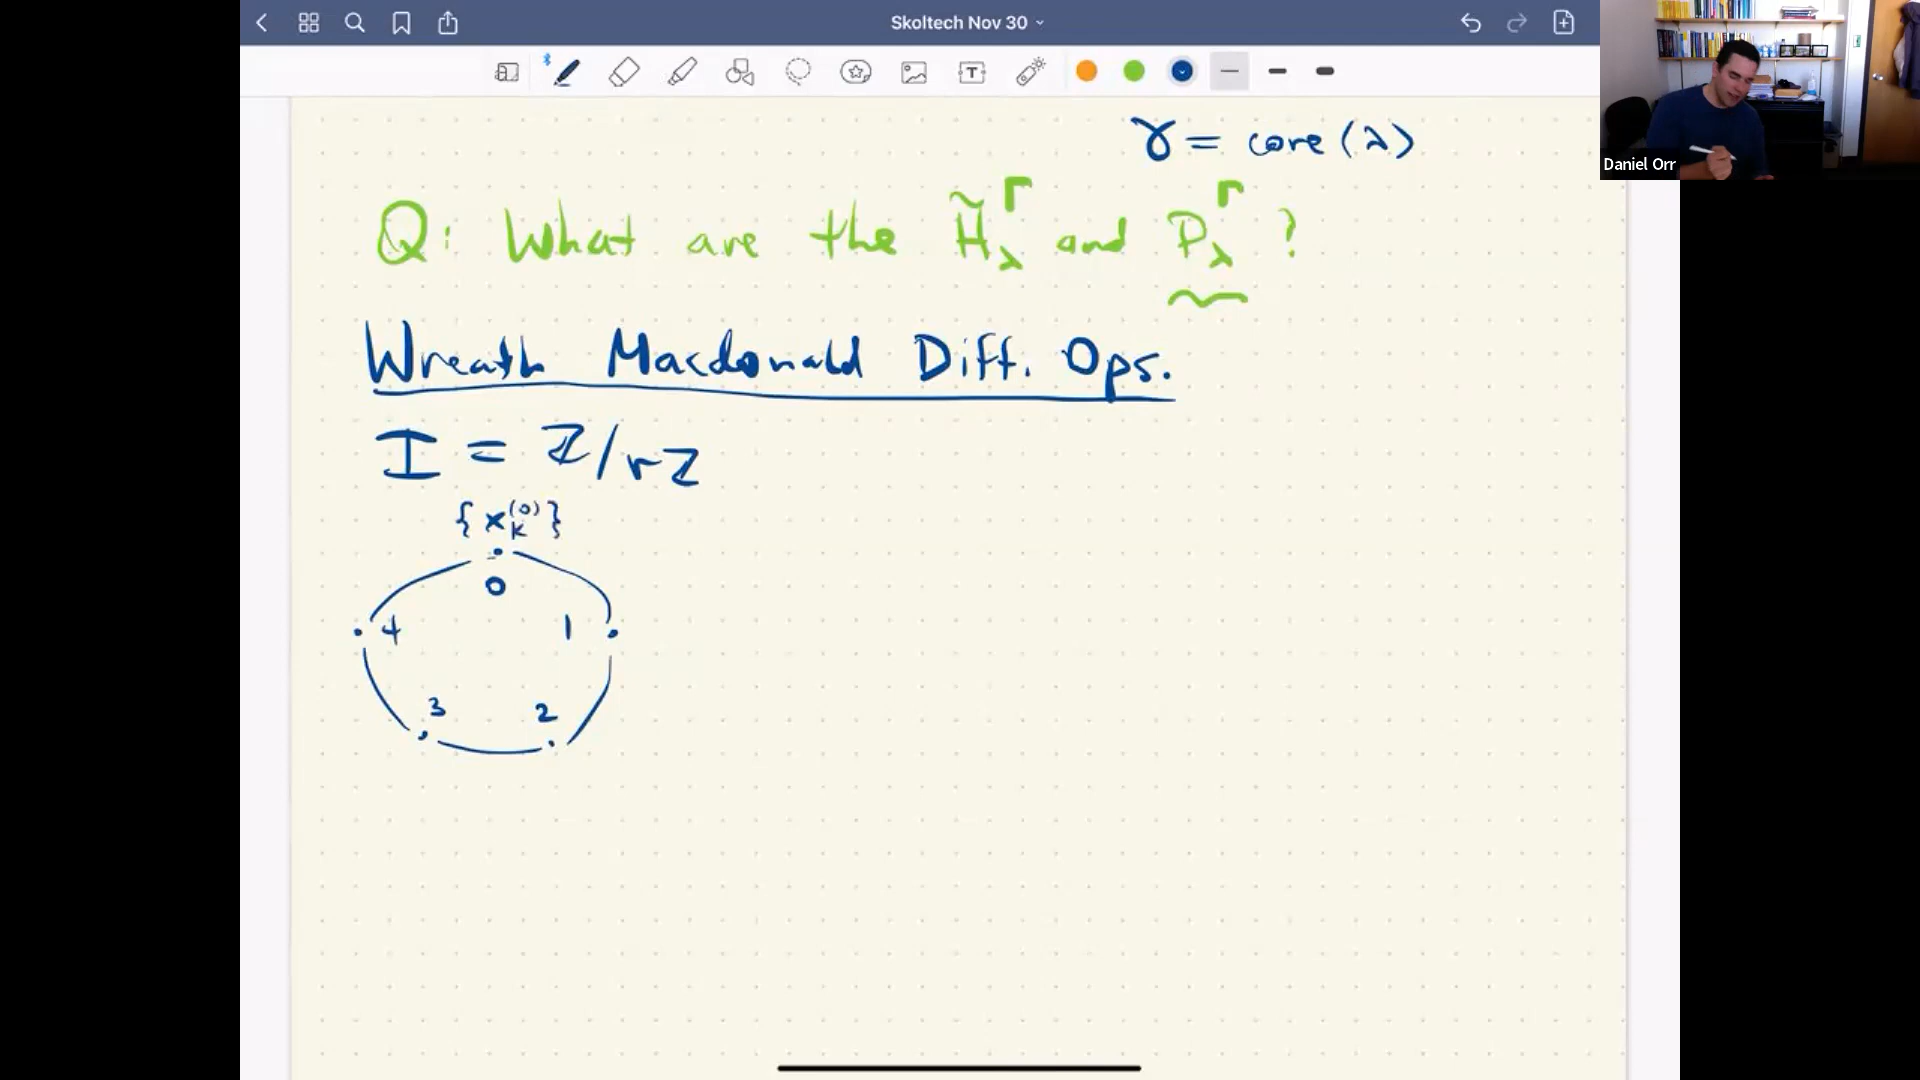 Skoltech Nov 30
Daniel Orr
γ = core (λ)
Q: What are the H̃^Γ_λ and P^Γ_λ ?
Wreath Macdonald Diff. Ops.
I = Z/rZ
{ x_k^(0) }
0
4 1
3 2